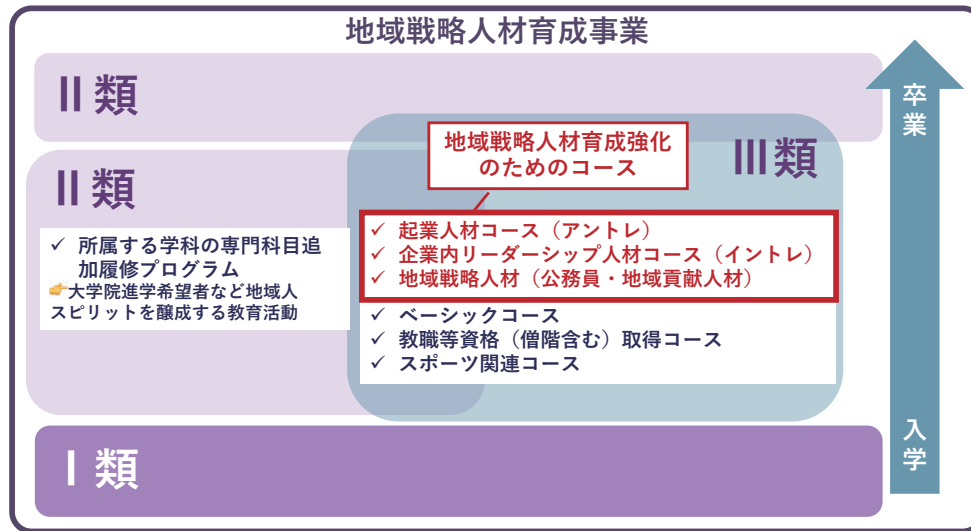 地域戦略人材育成事業
Ⅱ類
卒業
地域戦略人材育成強化
のためのコース
Ⅲ類
Ⅱ類
✓ 所属する学科の専門科目追
加履修プログラム
👉大学院進学希望者など地域人
スピリットを醸成する教育活動
✓ 起業人材コース（アントレ）
✓ 企業内リーダーシップ人材コース（イントレ）
✓ 地域戦略人材（公務員・地域貢献人材）
✓ ベーシックコース
✓ 教職等資格（僧階含む）取得コース
✓ スポーツ関連コース
Ⅰ類
入学